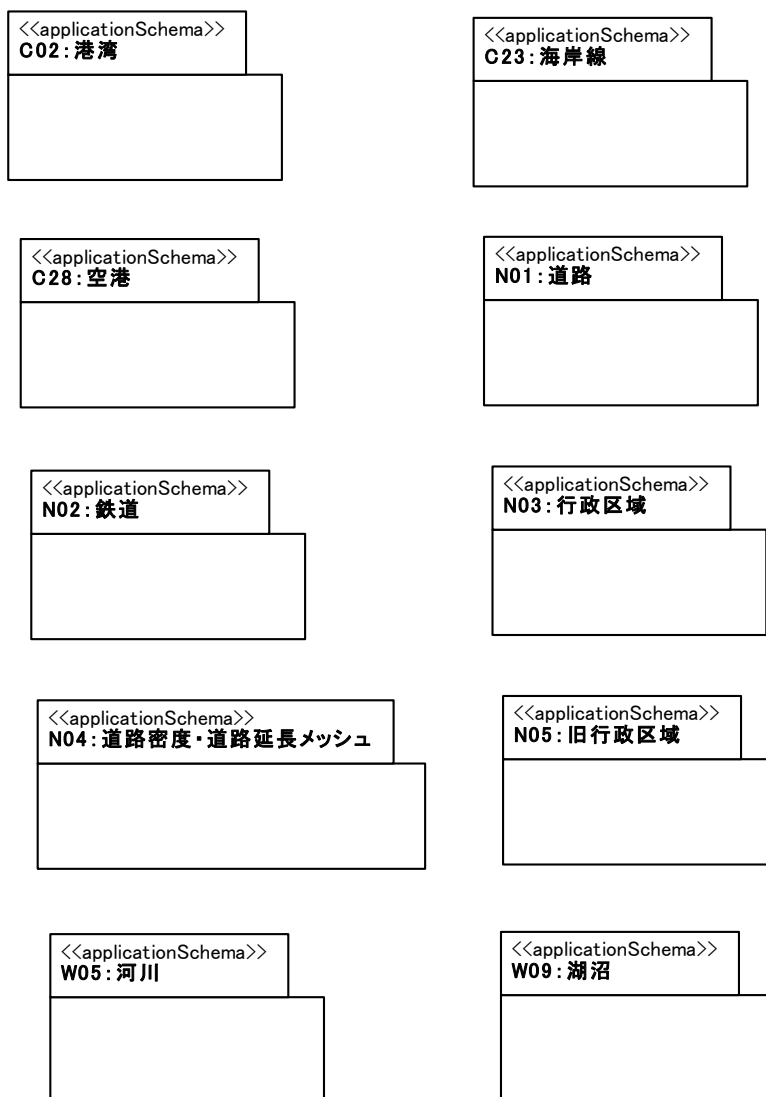 <<applicationSchema>>
C02:港湾
<<applicationSchema>>
C23:海岸線
<<applicationSchema>>
C28:空港
<<applicationSchema>>
N01:道路
<<applicationSchema>>
N02:鉄道
<<applicationSchema>>
N03:行政区域
<<applicationSchema>>
N04:道路密度・道路延長メッシュ
<<applicationSchema>>
N05:旧行政区域
<<applicationSchema>>
W05:河川
<<applicationSchema>>
W09:湖沼